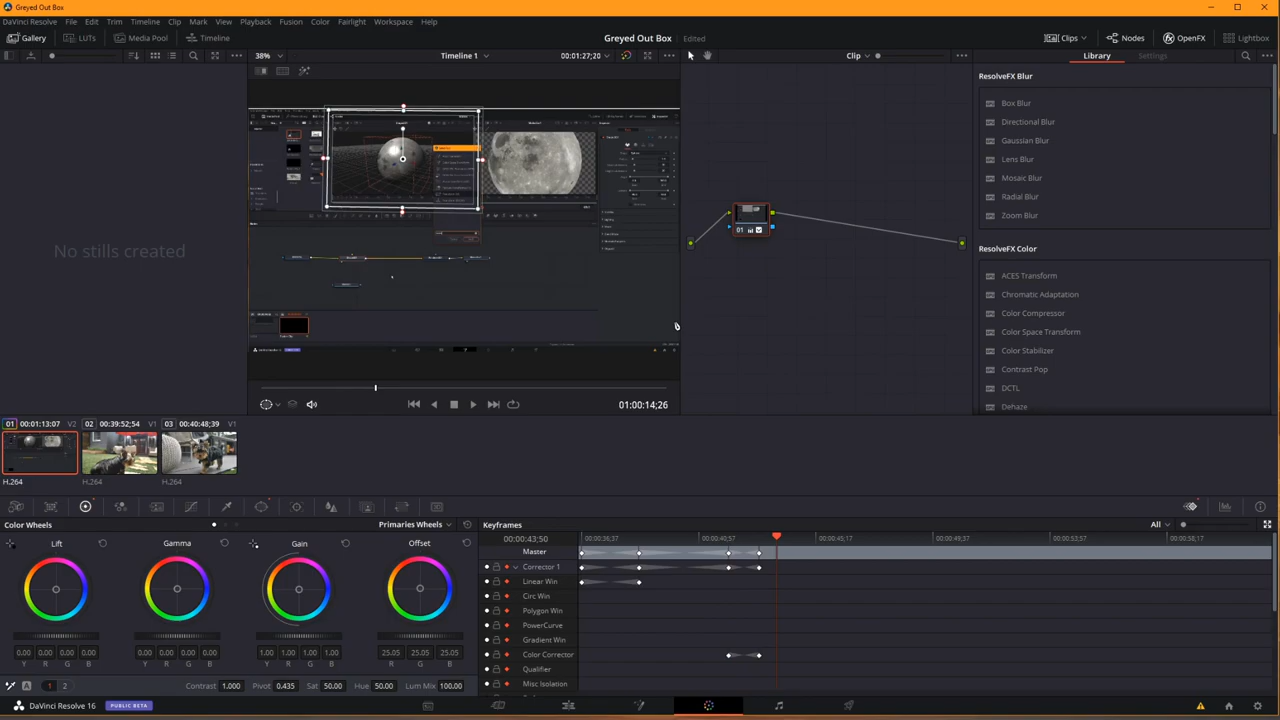 Greyed Out Box
DaVinci Resolve File Edit Trim Timeline Clip Mark View Playback Fusion Color Fairlight Workspace Help
Gallery LUTs Media Pool Timeline Greyed Out Box Edited Clips Nodes OpenFX Lightbox
38% Timeline 1 00:01:27;20 Clip Library Settings
ResolveFX Blur
Box Blur
Directional Blur
Gaussian Blur
Lens Blur
Mosaic Blur
Radial Blur
Zoom Blur
01
No stills created
ResolveFX Color
ACES Transform
Chromatic Adaptation
Color Compressor
Color Space Transform
Color Stabilizer
Contrast Pop
DCTL
Dehaze
01:00:14;26
01 00:01:13:07 V2 02 00:39:52;54 V1 03 00:40:48;39 V1
H.264 H.264 H.264
Color Wheels Primaries Wheels Keyframes All
Lift Gamma Gain Offset
00:00:43;50 00:00:36;37 00:00:40;57 00:00:45;17 00:00:49;37 00:00:53;57 00:00:58;17
Master
Corrector 1
Linear Win
Circ Win
Polygon Win
PowerCurve
Gradient Win
Color Corrector
Qualifier
Misc Isolation
0.00 0.00 0.00 0.00 0.00 0.00 0.00 0.00 1.00 1.00 1.00 1.00 25.05 25.05 25.05
Y R G B Y R G B Y R G B R G B
A 1 2 Contrast 1.000 Pivot 0.435 Sat 50.00 Hue 50.00 Lum Mix 100.00
DaVinci Resolve 16 PUBLIC BETA